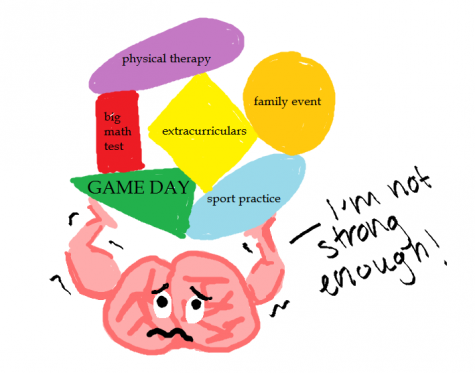 physical therapy
big
math
test
extracurriculars
family event
GAME DAY
sport practice
I'm not
strong
enough!